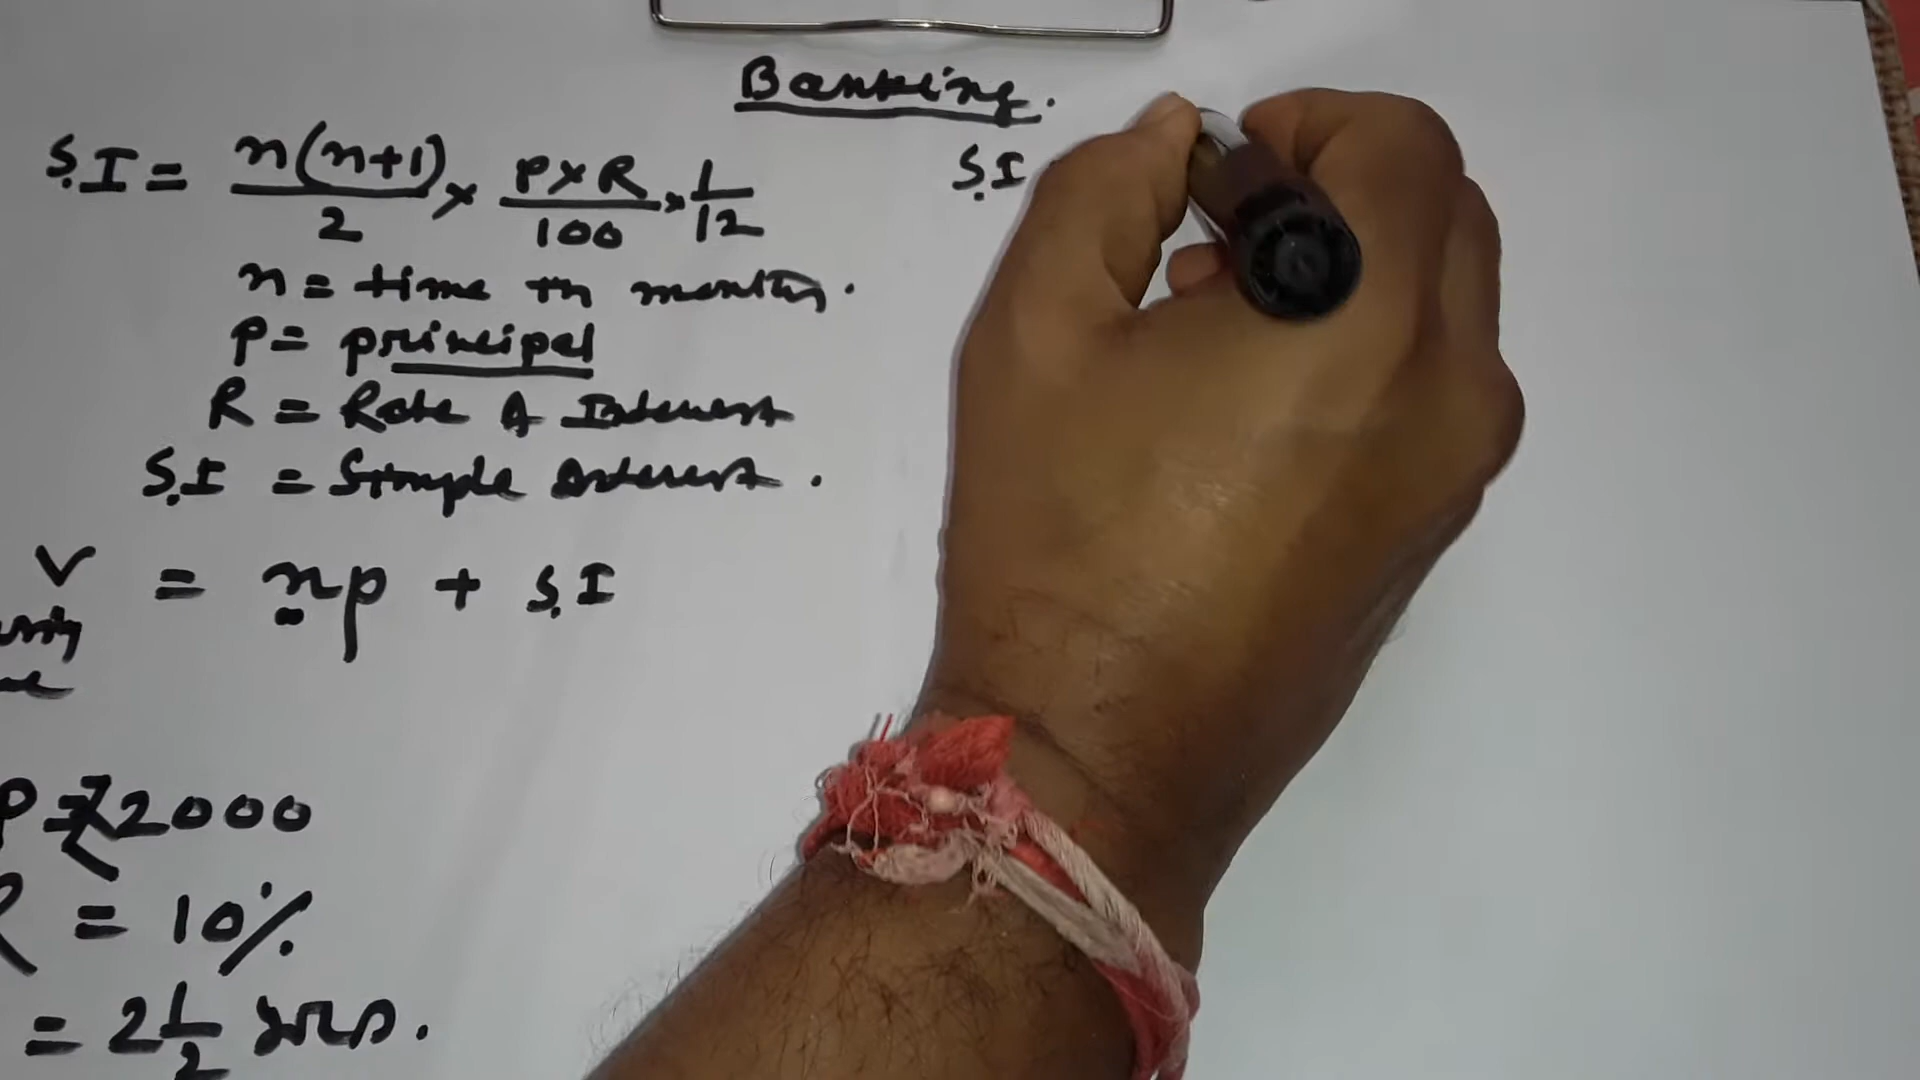 Banking.
S.I = n(n+1)/2 × P×R/100 × 1/12
n = time in months.
P = principal
R = Rate of Interest
S.I = Simple Interest.
V = np + S.I
P = ₹2000
R = 10%
= 2 1/2 yrs.
S.I